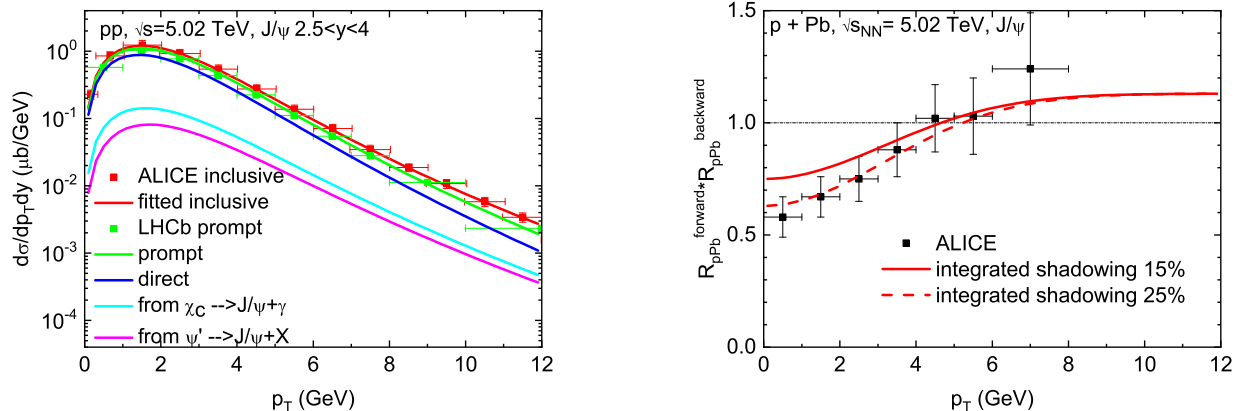 pp, √s=5.02 TeV, J/ψ 2.5<y<4
10⁰
10⁻¹
10⁻²
10⁻³
10⁻⁴
dσ/dp_T dy (μb/GeV)
ALICE inclusive
fitted inclusive
LHCb prompt
prompt
direct
from χ_C -->J/ψ+γ
from ψ' -->J/ψ+X
0 2 4 6 8 10 12
p_T (GeV)
p + Pb, √s_NN= 5.02 TeV, J/ψ
1.5
1.0
0.5
0.0
R_pPb^forward*R_pPb^backward
ALICE
integrated shadowing 15%
integrated shadowing 25%
0 2 4 6 8 10 12
p_T (GeV)